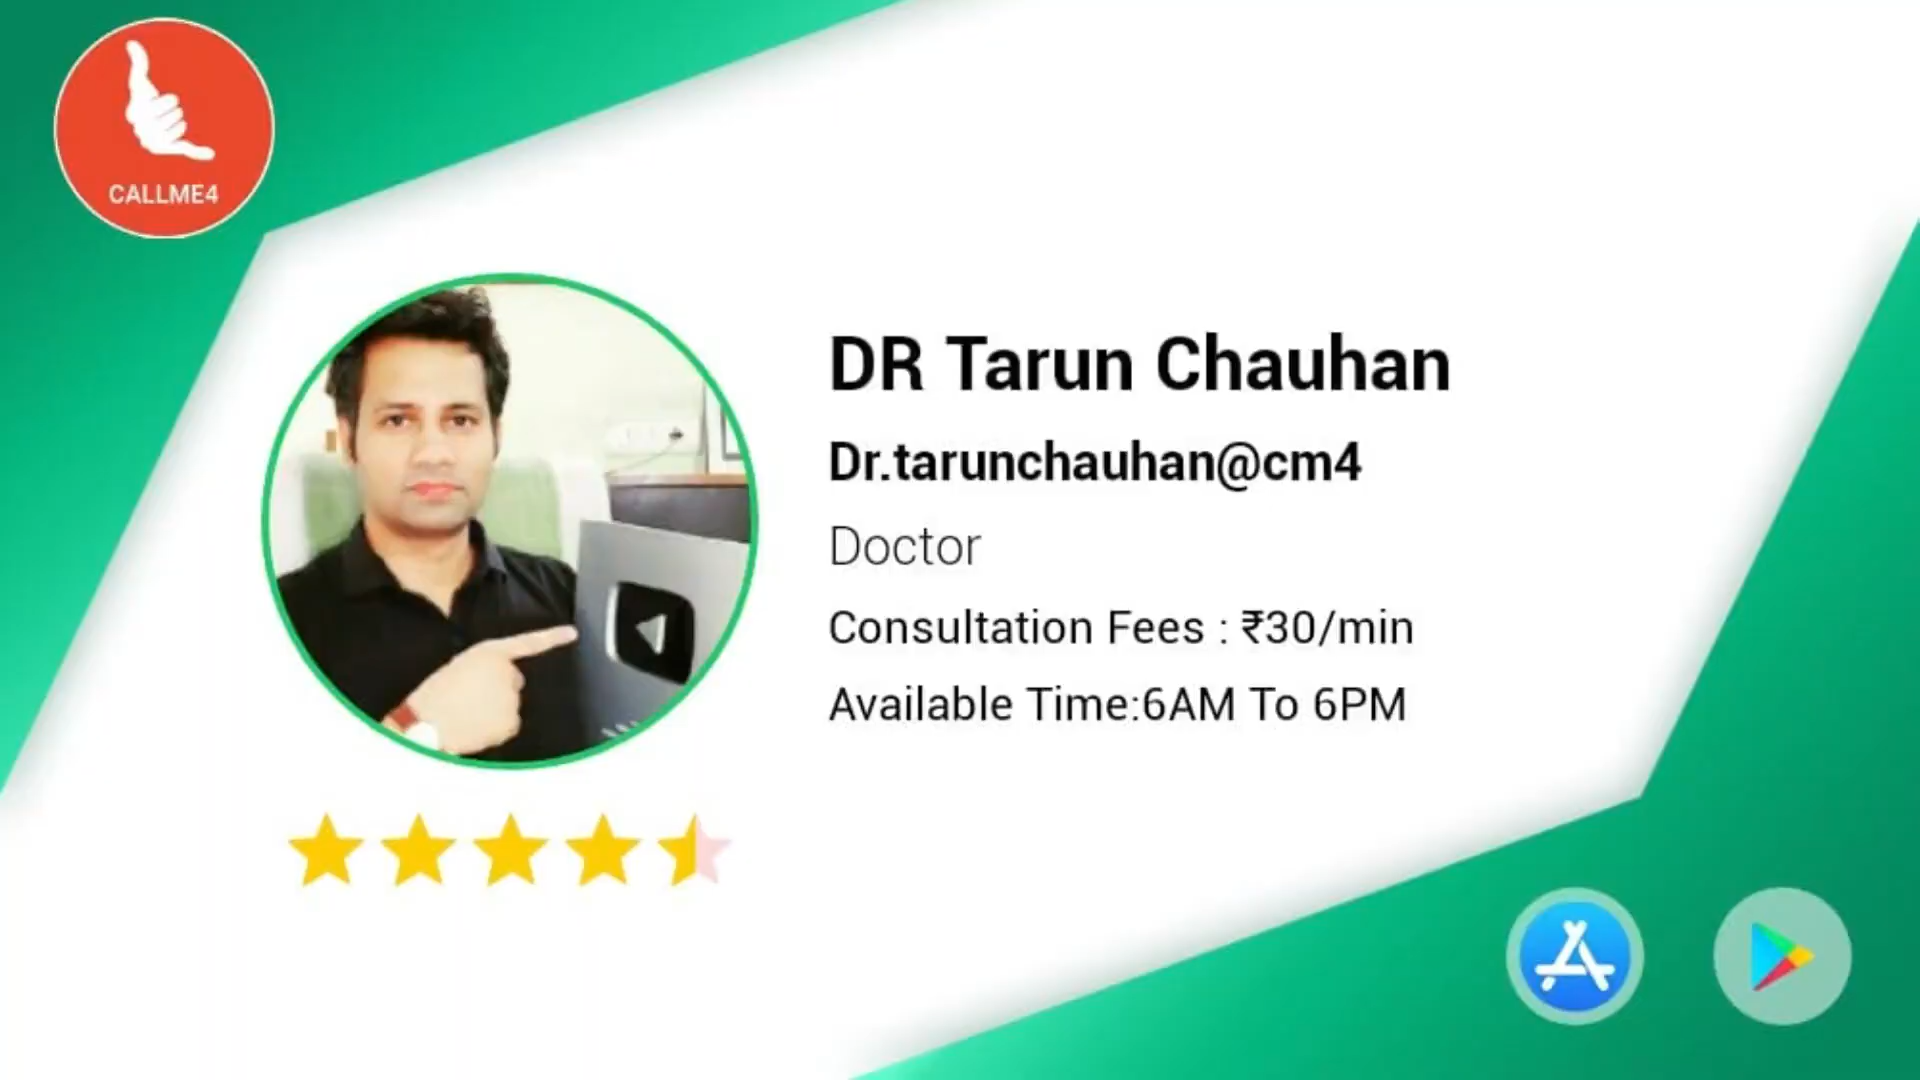 CALLME4
DR Tarun Chauhan
Dr.tarunchauhan@cm4
Doctor
Consultation Fees : ₹30/min
Available Time:6AM To 6PM